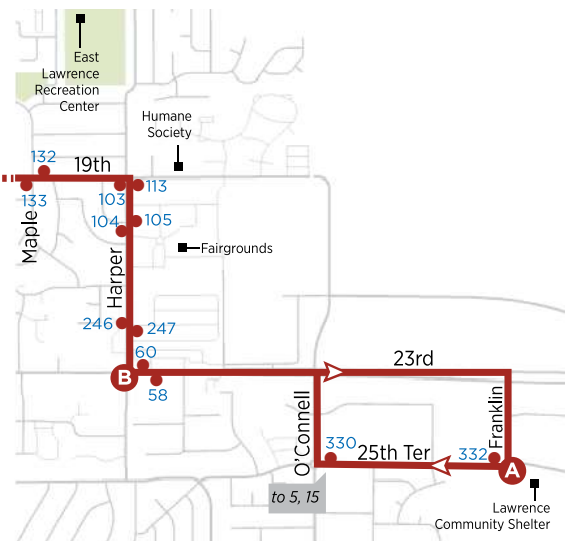 East
Lawrence
Recreation
Center
Humane
Society
132
19th
133
103
113
Maple
104
105
Harper
Fairgrounds
246
247
60
B
58
23rd
O'Connell
Franklin
330
25th Ter
332
A
to 5, 15
Lawrence
Community Shelter